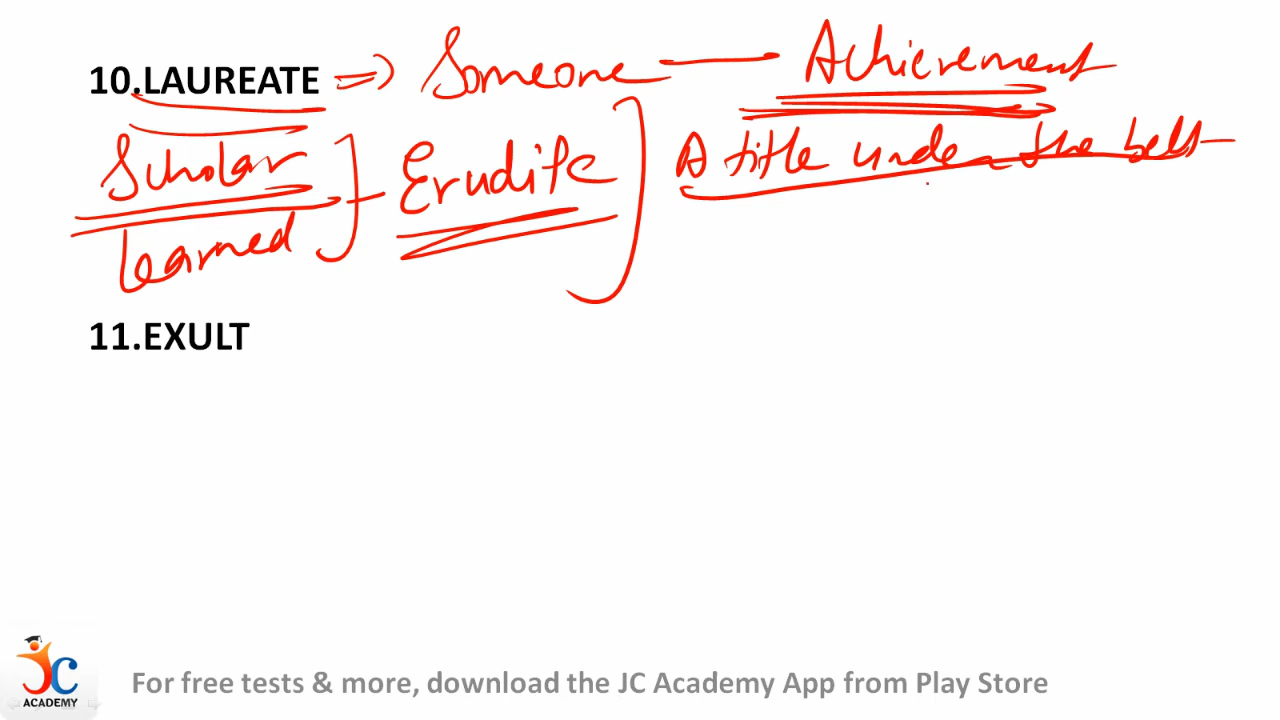 10.LAUREATE => Someone — Achievement
Scholar
Erudite
A title under the belt
learned
11.EXULT
JC
ACADEMY
For free tests & more, download the JC Academy App from Play Store